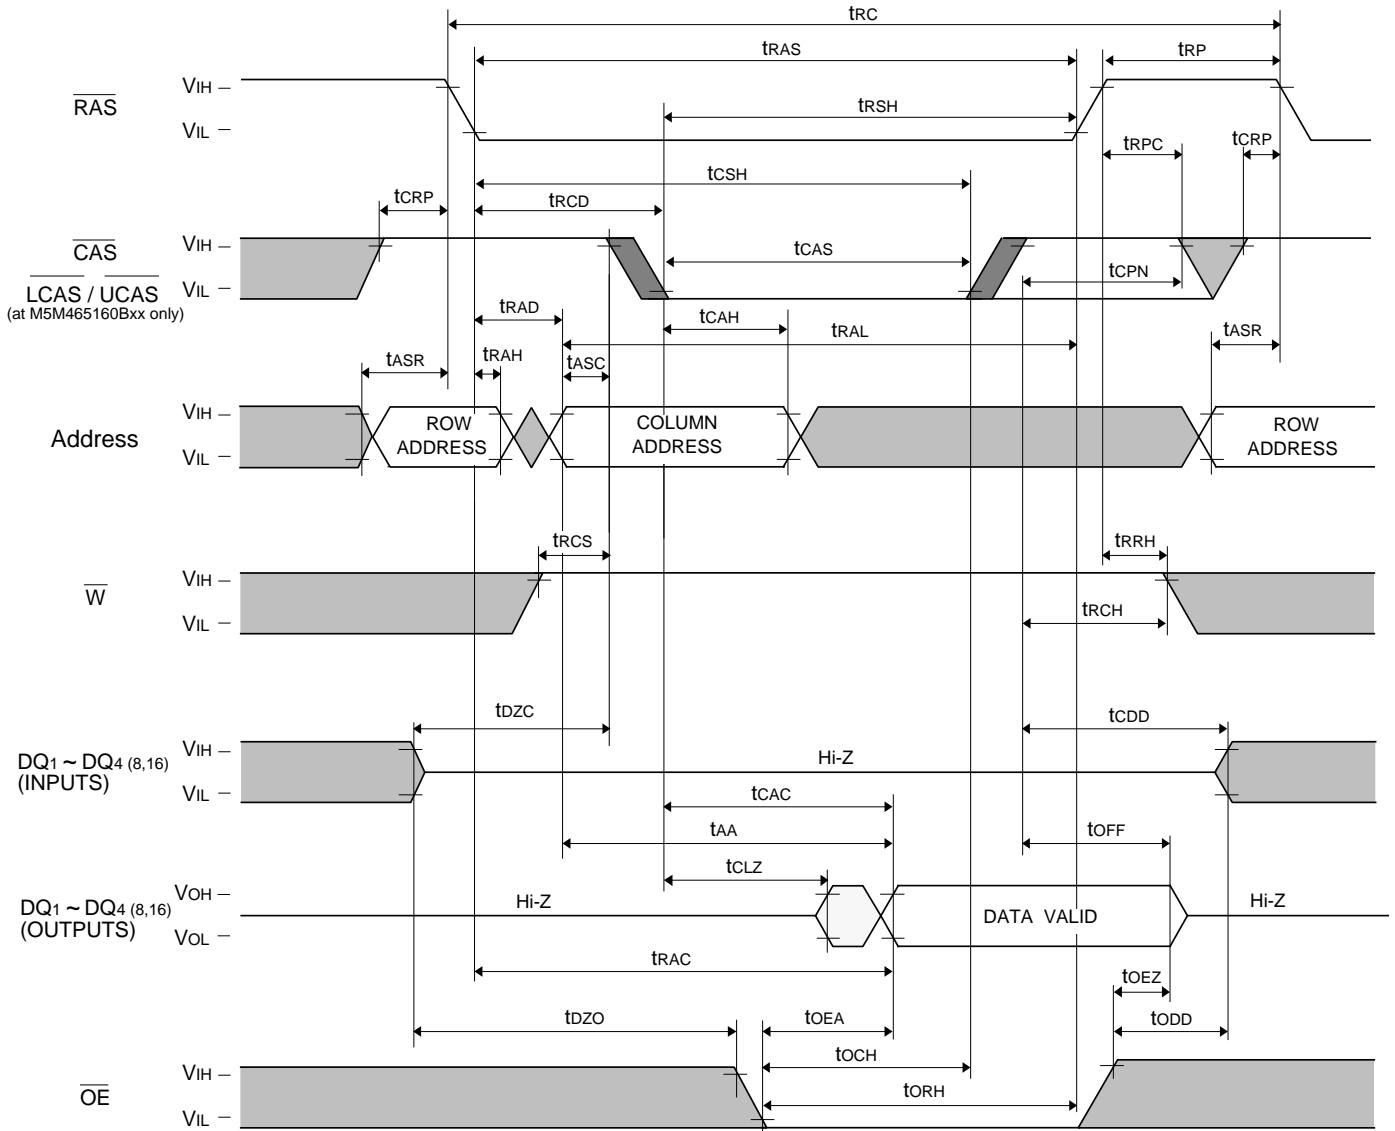 tRC
tRAS
tRP
RAS
VIH
VIL
tRSH
tRPC
tCRP
tCSH
tCRP
tRCD
CAS
LCAS / UCAS
(at M5M465160Bxx only)
VIH
VIL
tCAS
tCPN
tRAD
tCAH
tRAL
tASR
tRAH
tASC
tASR
Address
VIH
VIL
ROW
ADDRESS
COLUMN
ADDRESS
ROW
ADDRESS
tRCS
tRRH
W
VIH
VIL
tRCH
tDZC
tCDD
DQ1 ~ DQ4 (8,16)
(INPUTS)
VIH
VIL
Hi-Z
tCAC
tAA
tOFF
tCLZ
DQ1 ~ DQ4 (8,16)
(OUTPUTS)
VOH
VOL
Hi-Z
DATA VALID
Hi-Z
tRAC
tOEZ
tDZO
tOEA
tODD
tOCH
OE
VIH
VIL
tORH